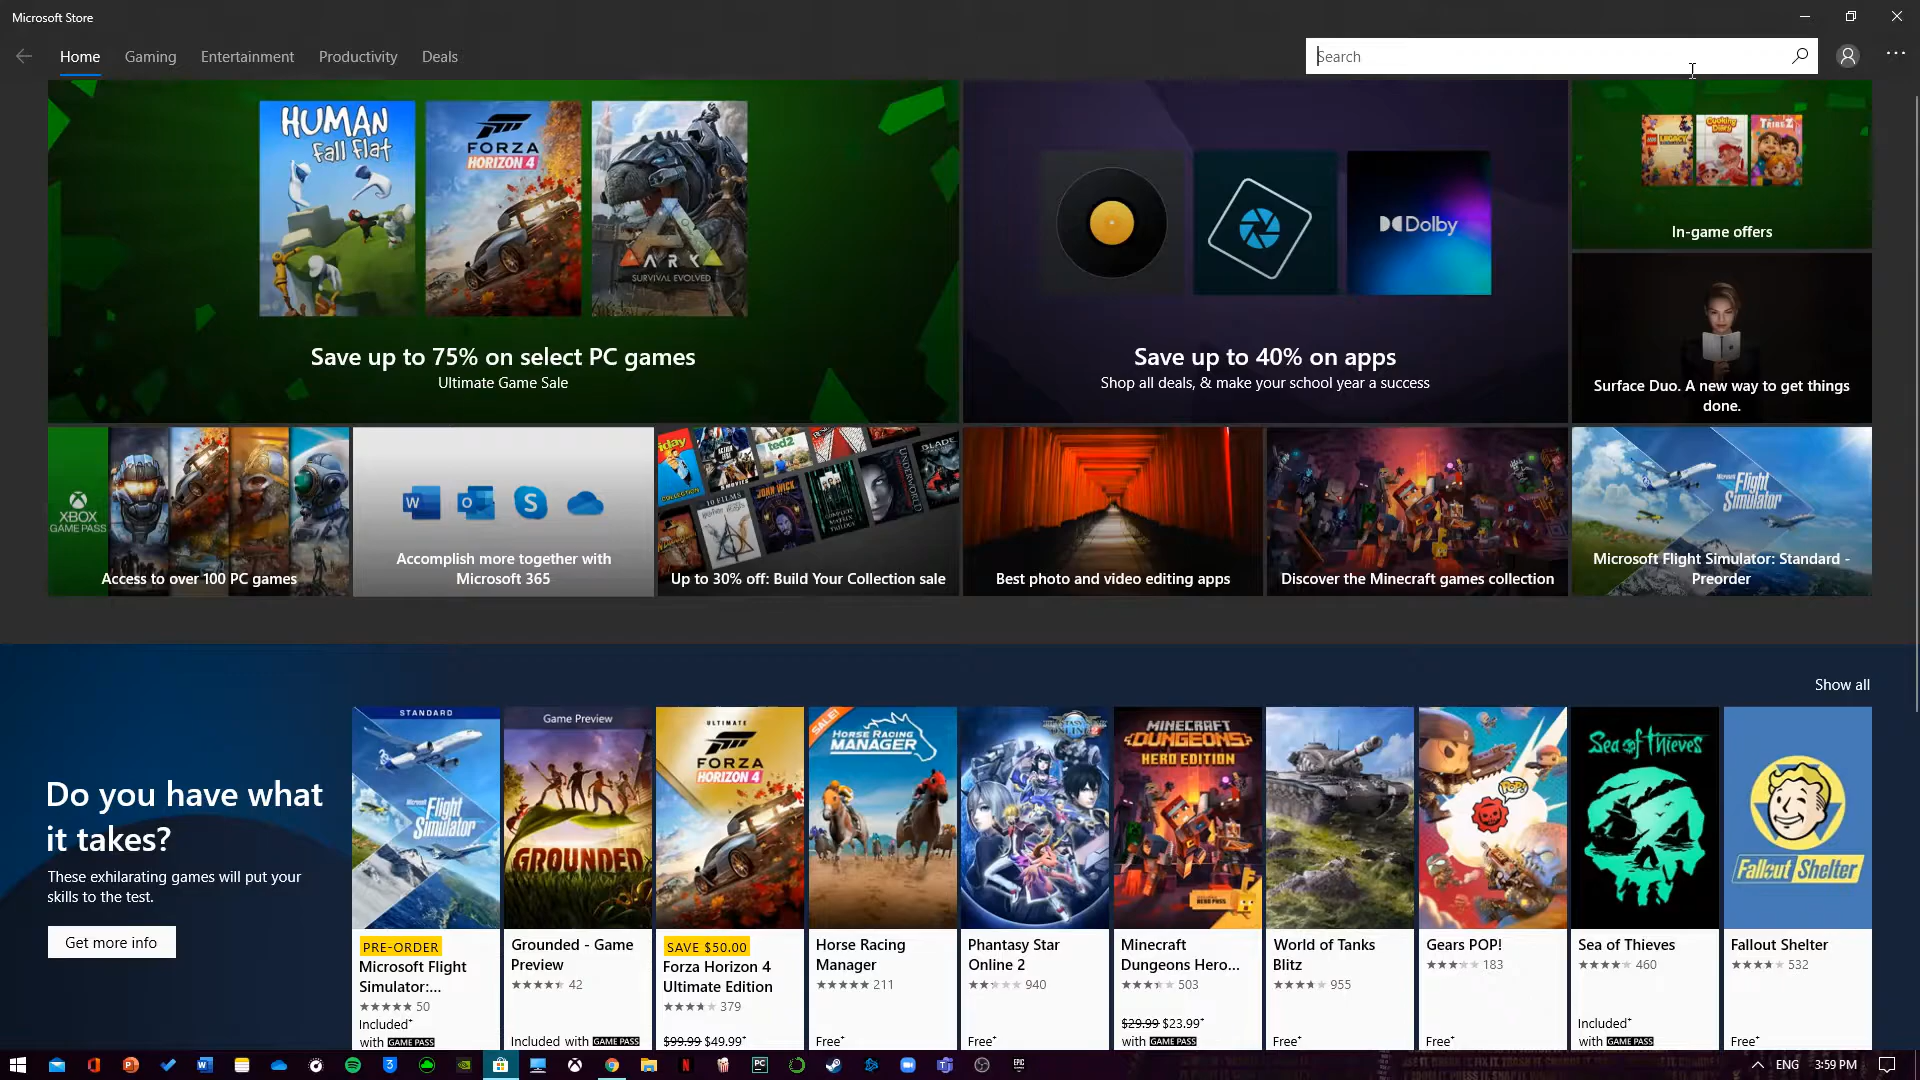 Microsoft Store
Home
Gaming
Entertainment
Productivity
Deals
Search
HUMAN
fall flat
FORZA
HORIZON 4
ARK
SURVIVAL EVOLVED
Save up to 75% on select PC games
Ultimate Game Sale
Dolby
Save up to 40% on apps
Shop all deals, & make your school year a success
In-game offers
Surface Duo. A new way to get things
done.
XBOX
GAME PASS
Access to over 100 PC games
Accomplish more together with
Microsoft 365
ted2
JOHN WICK
UNDERWORLD
BLADE
10 FILMS
Up to 30% off: Build Your Collection sale
Best photo and video editing apps
Discover the Minecraft games collection
Flight
Simulator
Microsoft Flight Simulator: Standard -
Preorder
Show all
Do you have what
it takes?
These exhilarating games will put your
skills to the test.
Get more info
STANDARD
Flight
Simulator
PRE-ORDER
Microsoft Flight
Simulator:...
50
Included+
with GAME PASS
Game Preview
GROUNDED
Grounded - Game
Preview
42
Included with GAME PASS
ULTIMATE
FORZA
HORIZON 4
SAVE $50.00
Forza Horizon 4
Ultimate Edition
379
$99.99 $49.99+
SALE!
HORSE RACING
MANAGER
Horse Racing
Manager
211
Free+
Phantasy Star
Online 2
940
Free+
MINECRAFT
DUNGEONS
HERO EDITION
HERO PASS
Minecraft
Dungeons Hero...
503
$29.99 $23.99+
with GAME PASS
World of Tanks
Blitz
955
Free+
POP!
Gears POP!
183
Free+
Sea of Thieves
Sea of Thieves
460
Included+
with GAME PASS
Fallout Shelter
Fallout Shelter
532
Free+
ENG
3:59 PM